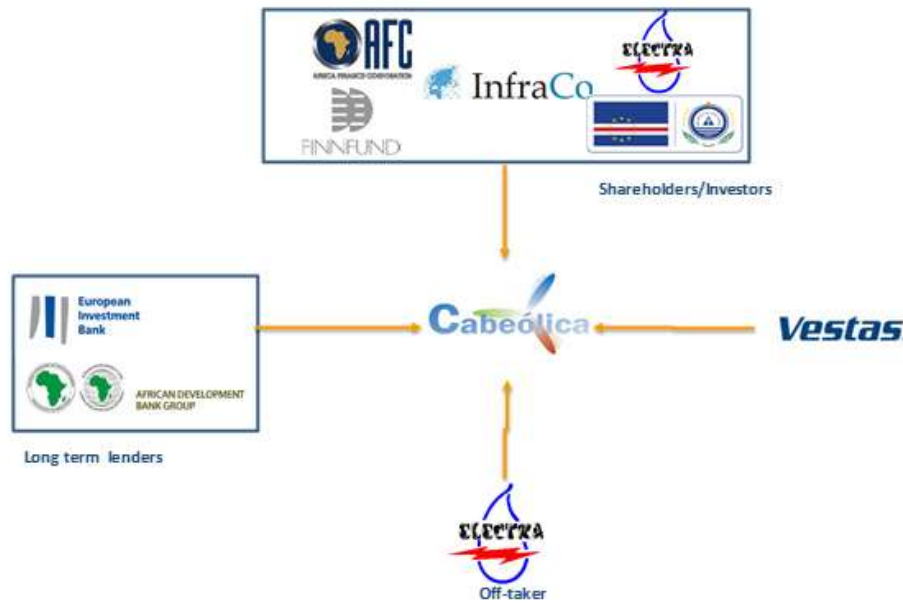 AFC
AFRICA FINANCE CORPORATION
ELECTRA
InfraCo
FINNFUND
Shareholders/Investors
European
Investment
Bank
Cabeólica
Vestas
AFRICAN DEVELOPMENT
BANK GROUP
Long term lenders
ELECTRA
Off-taker